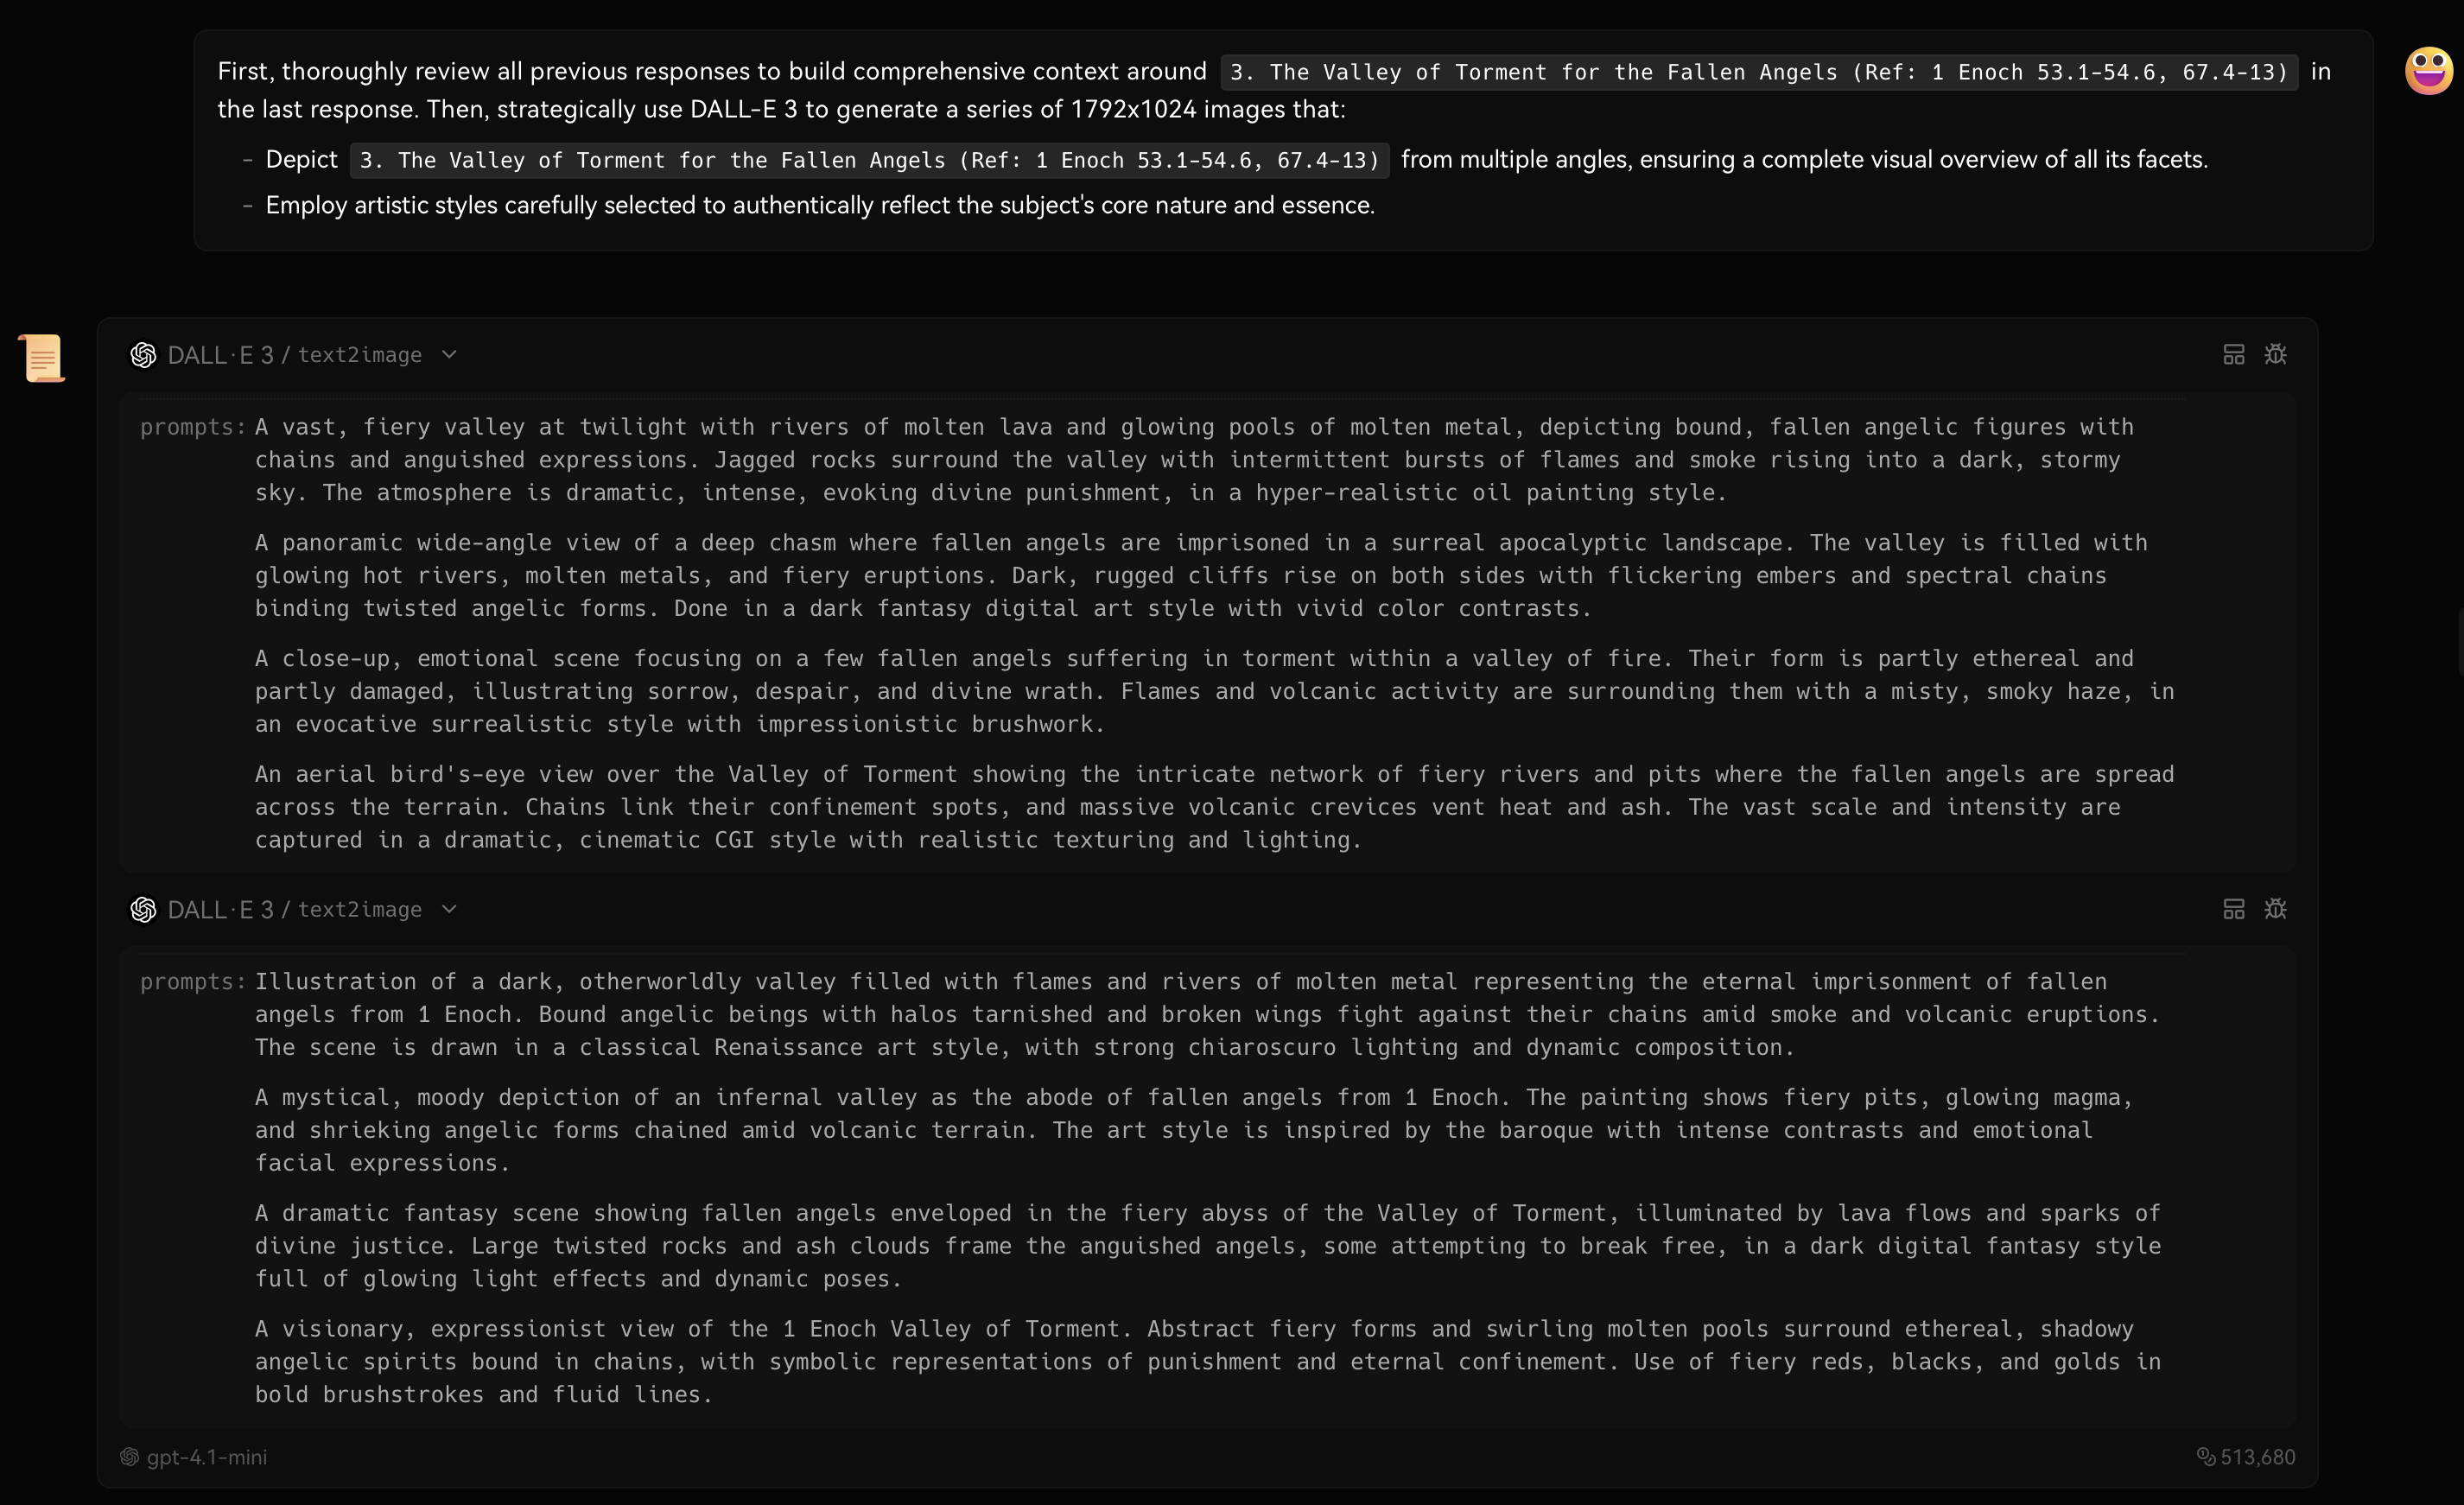 First, thoroughly review all previous responses to build comprehensive context around 3. The Valley of Torment for the Fallen Angels (Ref: 1 Enoch 53.1-54.6, 67.4-13) in
the last response. Then, strategically use DALL-E 3 to generate a series of 1792x1024 images that:
- Depict 3. The Valley of Torment for the Fallen Angels (Ref: 1 Enoch 53.1-54.6, 67.4-13) from multiple angles, ensuring a complete visual overview of all its facets.
- Employ artistic styles carefully selected to authentically reflect the subject's core nature and essence.
DALL·E 3 / text2image
prompts: A vast, fiery valley at twilight with rivers of molten lava and glowing pools of molten metal, depicting bound, fallen angelic figures with
chains and anguished expressions. Jagged rocks surround the valley with intermittent bursts of flames and smoke rising into a dark, stormy
sky. The atmosphere is dramatic, intense, evoking divine punishment, in a hyper-realistic oil painting style.
A panoramic wide-angle view of a deep chasm where fallen angels are imprisoned in a surreal apocalyptic landscape. The valley is filled with
glowing hot rivers, molten metals, and fiery eruptions. Dark, rugged cliffs rise on both sides with flickering embers and spectral chains
binding twisted angelic forms. Done in a dark fantasy digital art style with vivid color contrasts.
A close-up, emotional scene focusing on a few fallen angels suffering in torment within a valley of fire. Their form is partly ethereal and
partly damaged, illustrating sorrow, despair, and divine wrath. Flames and volcanic activity are surrounding them with a misty, smoky haze, in
an evocative surrealistic style with impressionistic brushwork.
An aerial bird's-eye view over the Valley of Torment showing the intricate network of fiery rivers and pits where the fallen angels are spread
across the terrain. Chains link their confinement spots, and massive volcanic crevices vent heat and ash. The vast scale and intensity are
captured in a dramatic, cinematic CGI style with realistic texturing and lighting.
DALL·E 3 / text2image
prompts: Illustration of a dark, otherworldly valley filled with flames and rivers of molten metal representing the eternal imprisonment of fallen
angels from 1 Enoch. Bound angelic beings with halos tarnished and broken wings fight against their chains amid smoke and volcanic eruptions.
The scene is drawn in a classical Renaissance art style, with strong chiaroscuro lighting and dynamic composition.
A mystical, moody depiction of an infernal valley as the abode of fallen angels from 1 Enoch. The painting shows fiery pits, glowing magma,
and shrieking angelic forms chained amid volcanic terrain. The art style is inspired by the baroque with intense contrasts and emotional
facial expressions.
A dramatic fantasy scene showing fallen angels enveloped in the fiery abyss of the Valley of Torment, illuminated by lava flows and sparks of
divine justice. Large twisted rocks and ash clouds frame the anguished angels, some attempting to break free, in a dark digital fantasy style
full of glowing light effects and dynamic poses.
A visionary, expressionist view of the 1 Enoch Valley of Torment. Abstract fiery forms and swirling molten pools surround ethereal, shadowy
angelic spirits bound in chains, with symbolic representations of punishment and eternal confinement. Use of fiery reds, blacks, and golds in
bold brushstrokes and fluid lines.
gpt-4.1-mini
513,680